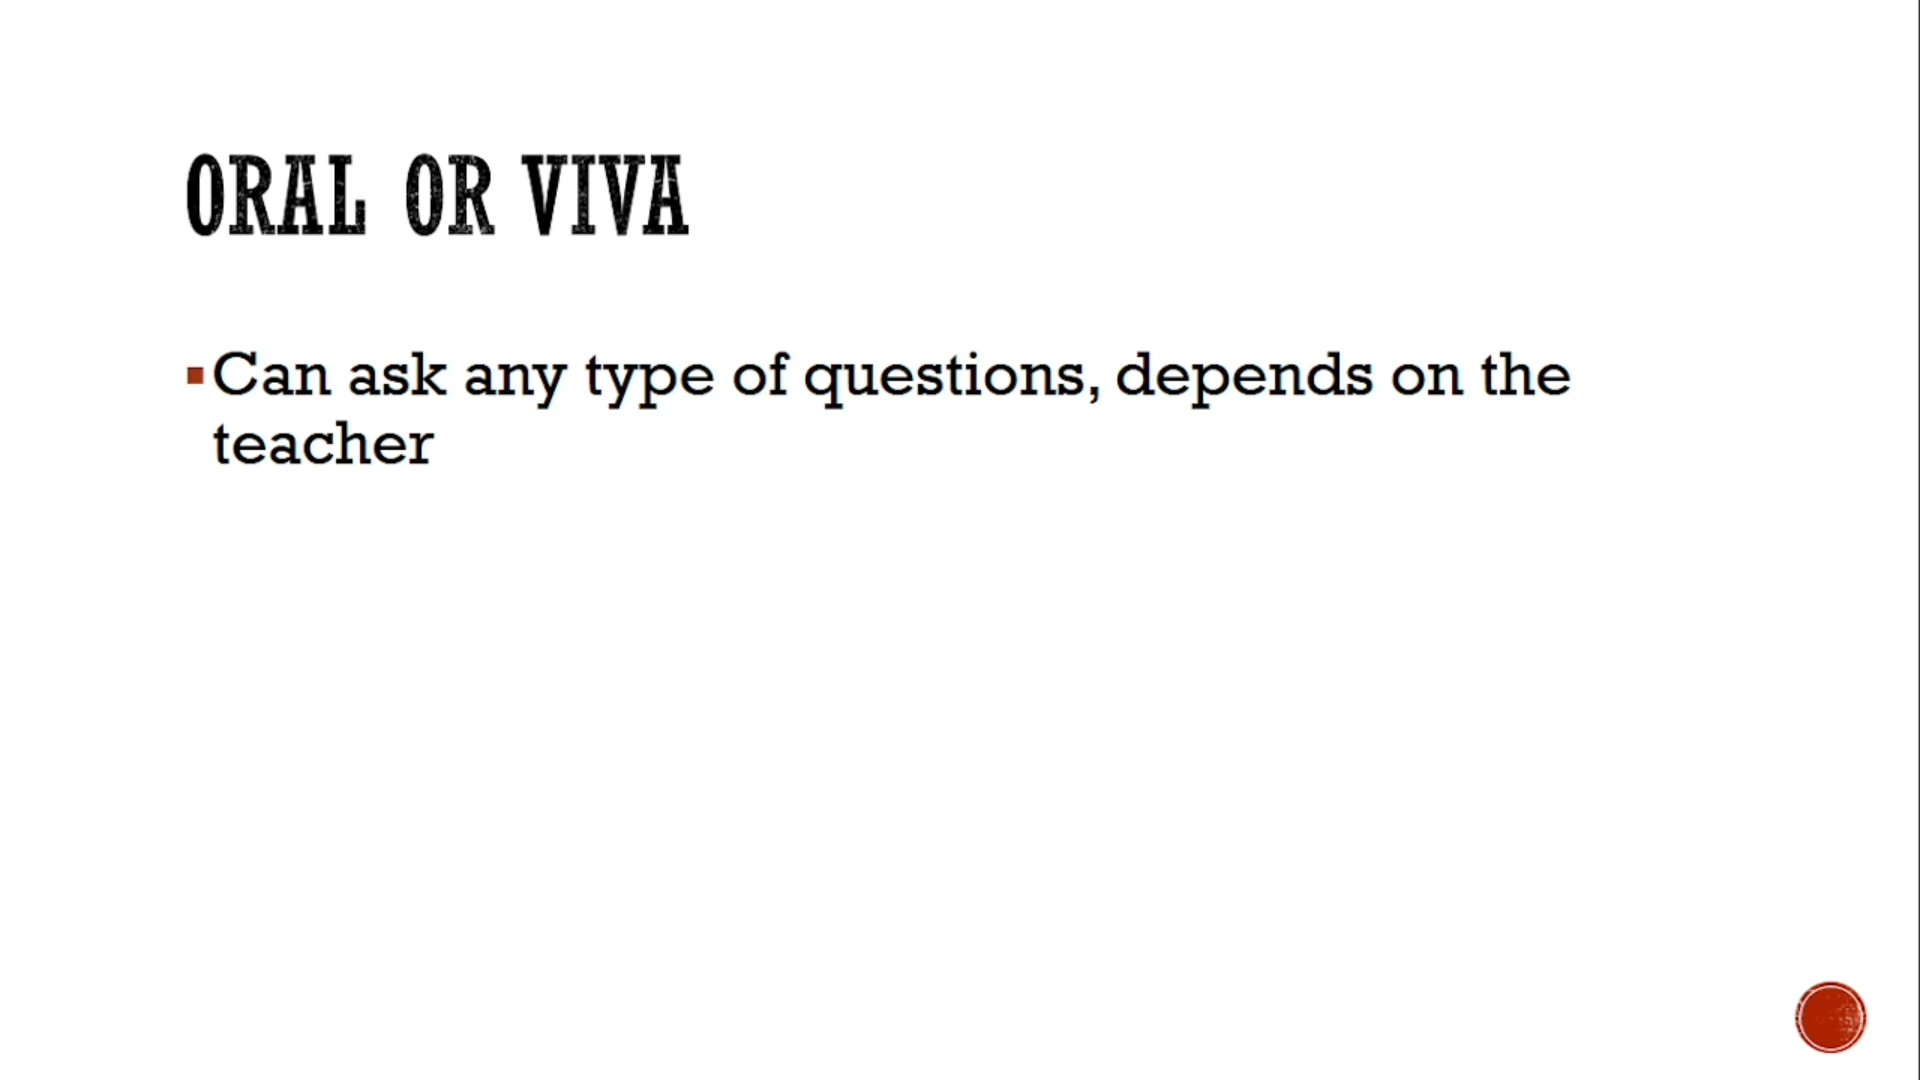 ORAL OR VIVA
▪Can ask any type of questions, depends on the
teacher